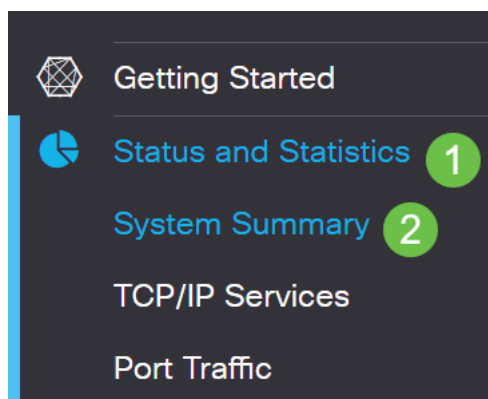 Getting Started
Status and Statistics 1
System Summary 2
TCP/IP Services
Port Traffic